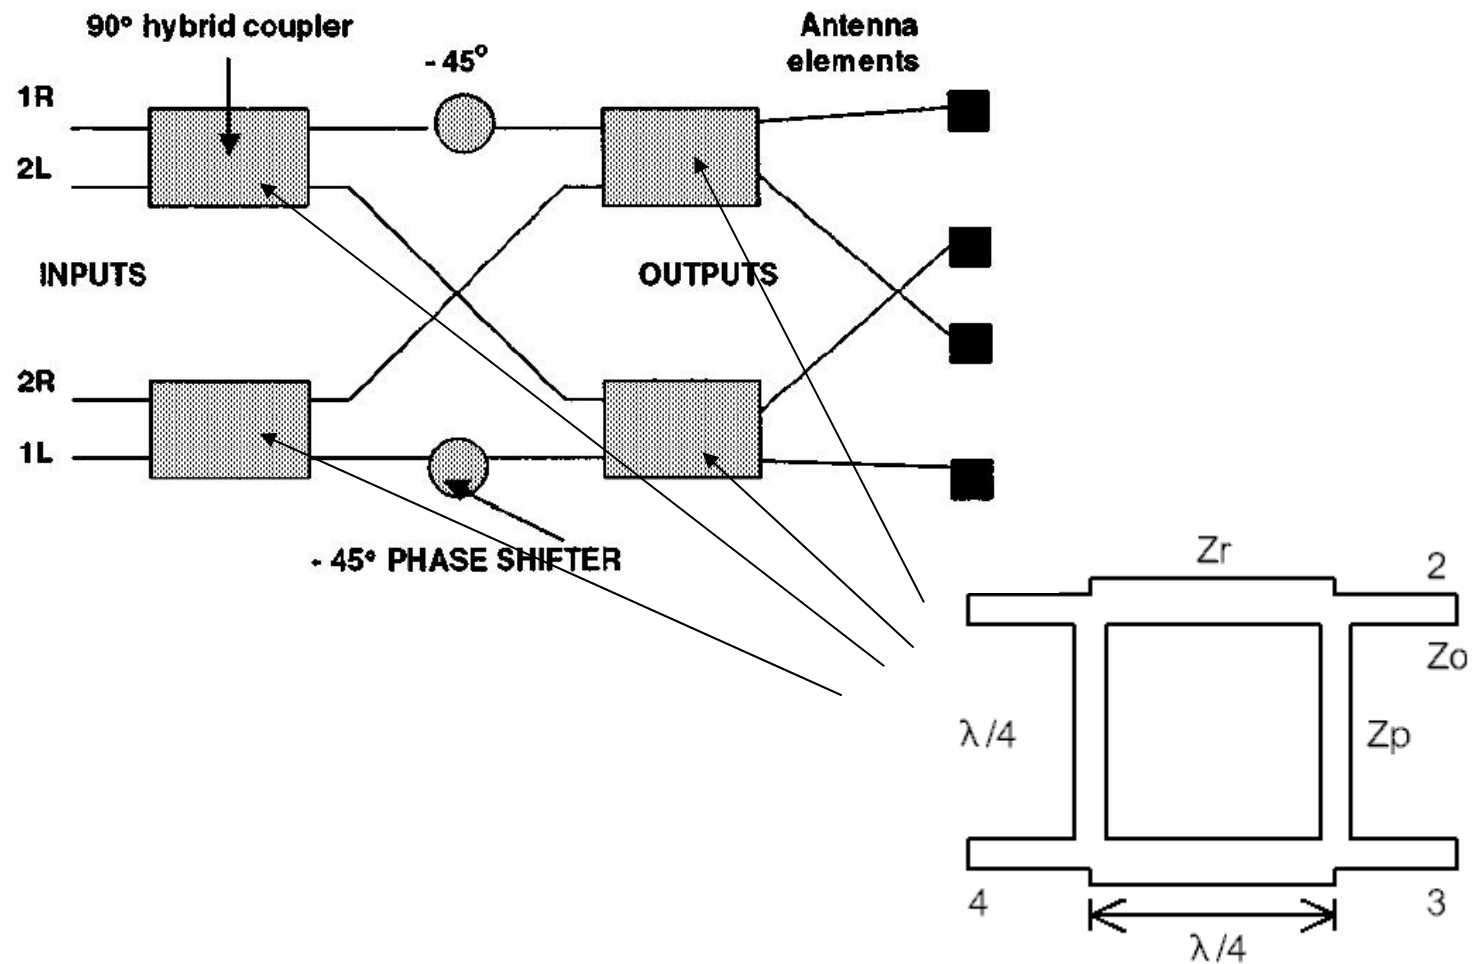 90° hybrid coupler
Antenna
elements
- 45°
1R
2L
INPUTS
OUTPUTS
2R
1L
- 45° PHASE SHIFTER
Zr
2
Zo
λ/4
Zp
4
3
λ/4